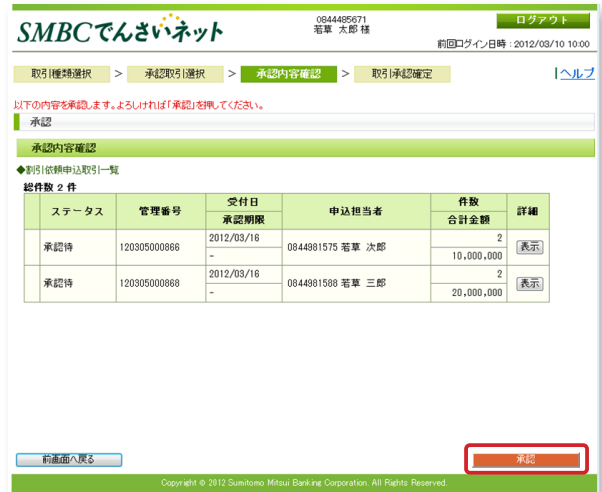 SMBCでんさいネット
0844485671
若草 太郎 様
ログアウト
前回ログイン日時：2012/03/10 10:00
取引種類選択 > 承認取引選択 > 承認内容確認 > 取引承認確定
ヘルプ
以下の内容を承認します。よろしければ「承認」を押してください。
承認
承認内容確認
◆割引依頼申込取引一覧
総件数 2 件
ステータス 管理番号 受付日 承認期限 申込担当者 件数 合計金額 詳細
承認待 120305000866 2012/03/16 - 0844981575 若草 次郎 2 10,000,000 表示
承認待 120305000868 2012/03/16 - 0844981588 若草 三郎 2 20,000,000 表示
前画面へ戻る
承認
Copyright © 2012 Sumitomo Mitsui Banking Corporation. All Rights Reserved.